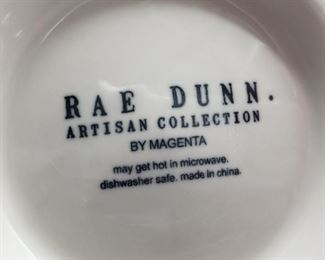 RAE DUNN.
ARTISAN COLLECTION
BY MAGENTA
may get hot in microwave.
dishwasher safe. made in china.